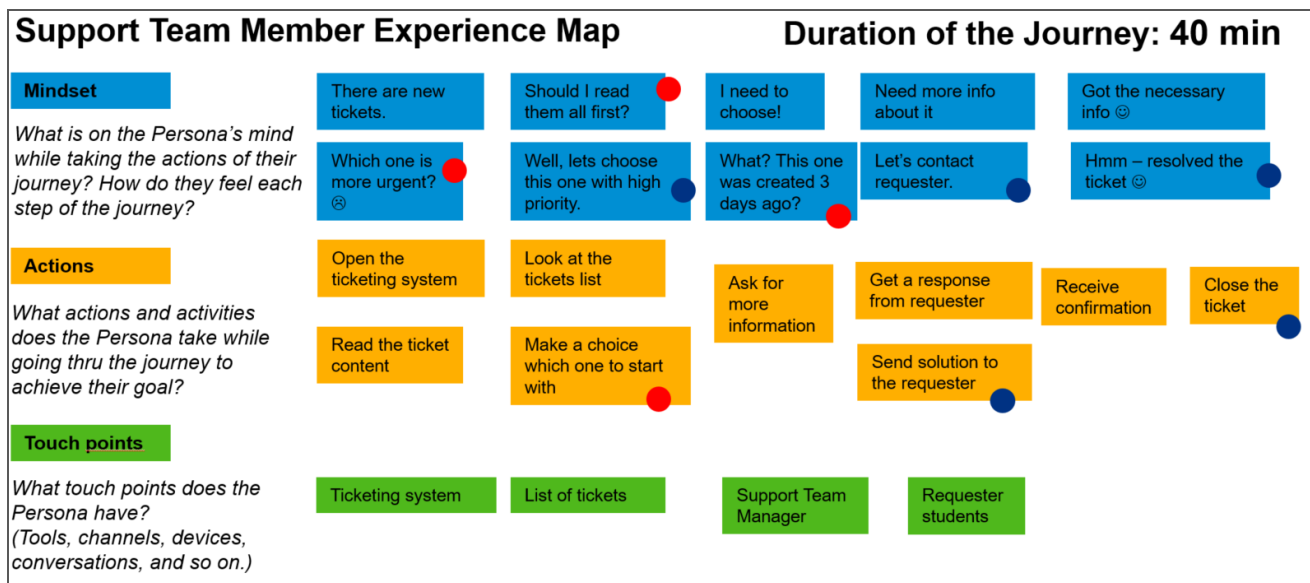 Support Team Member Experience Map
Duration of the Journey: 40 min
Mindset
What is on the Persona's mind
while taking the actions of their
journey? How do they feel each
step of the journey?
There are new
tickets.
Should I read
them all first?
I need to
choose!
Need more info
about it
Got the necessary
info ☺
Which one is
more urgent?
☹
Well, lets choose
this one with high
priority.
What? This one
was created 3
days ago?
Let's contact
requester.
Hmm – resolved the
ticket ☺
Actions
What actions and activities
does the Persona take while
going thru the journey to
achieve their goal?
Open the
ticketing system
Look at the
tickets list
Ask for
more
information
Get a response
from requester
Receive
confirmation
Close the
ticket
Read the ticket
content
Make a choice
which one to start
with
Send solution to
the requester
Touch points
What touch points does the
Persona have?
(Tools, channels, devices,
conversations, and so on.)
Ticketing system
List of tickets
Support Team
Manager
Requester
students